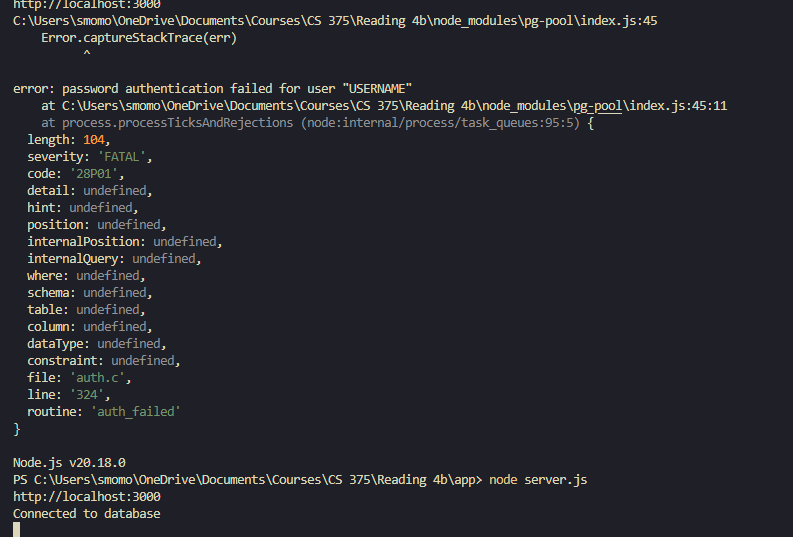 http://localhost:3000
C:\Users\smomo\OneDrive\Documents\Courses\CS 375\Reading 4b\node_modules\pg-pool\index.js:45
    Error.captureStackTrace(err)
          ^

error: password authentication failed for user "USERNAME"
    at C:\Users\smomo\OneDrive\Documents\Courses\CS 375\Reading 4b\node_modules\pg-pool\index.js:45:11
    at process.processTicksAndRejections (node:internal/process/task_queues:95:5) {
  length: 104,
  severity: 'FATAL',
  code: '28P01',
  detail: undefined,
  hint: undefined,
  position: undefined,
  internalPosition: undefined,
  internalQuery: undefined,
  where: undefined,
  schema: undefined,
  table: undefined,
  column: undefined,
  dataType: undefined,
  constraint: undefined,
  file: 'auth.c',
  line: '324',
  routine: 'auth_failed'
}

Node.js v20.18.0
PS C:\Users\smomo\OneDrive\Documents\Courses\CS 375\Reading 4b\app> node server.js
http://localhost:3000
Connected to database